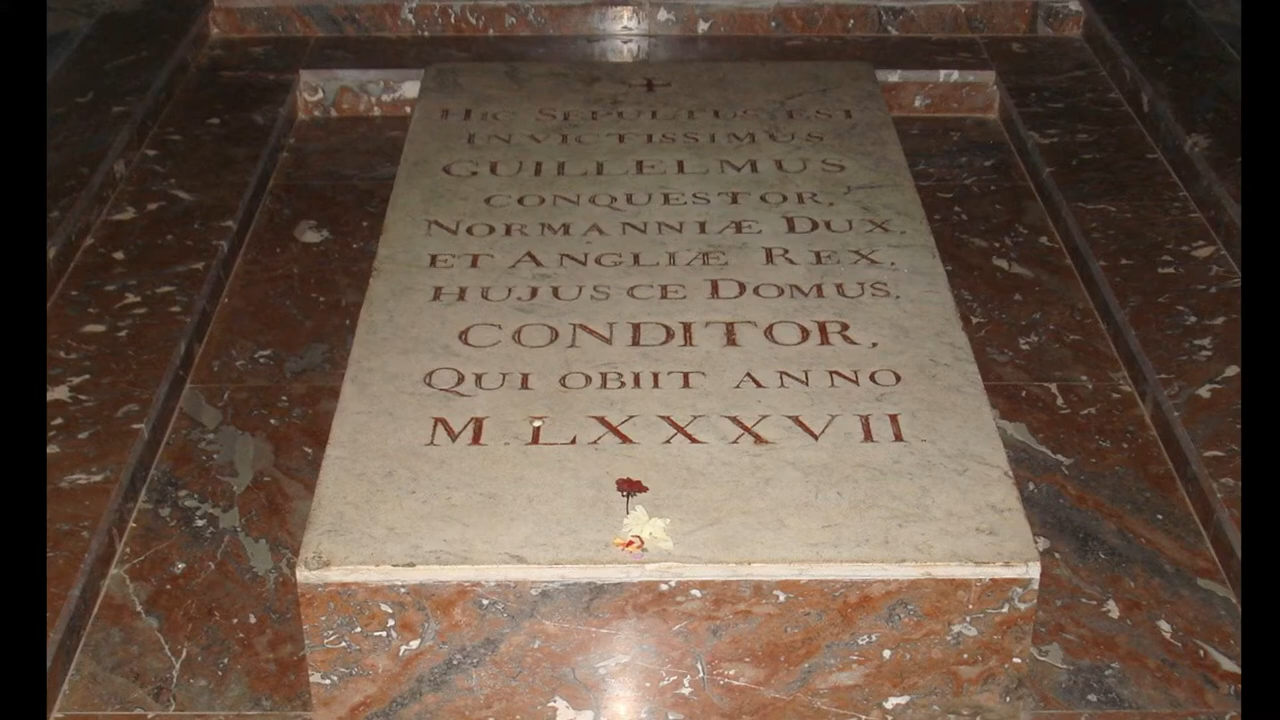 HIC SEPULTUS EST
INVICTISSIMUS
GUILLELMUS
CONQUESTOR,
NORMANNIÆ DUX,
ET ANGLIÆ REX,
HUJUSCE DOMUS,
CONDITOR,
QUI OBIIT ANNO
M.LXXXVII.